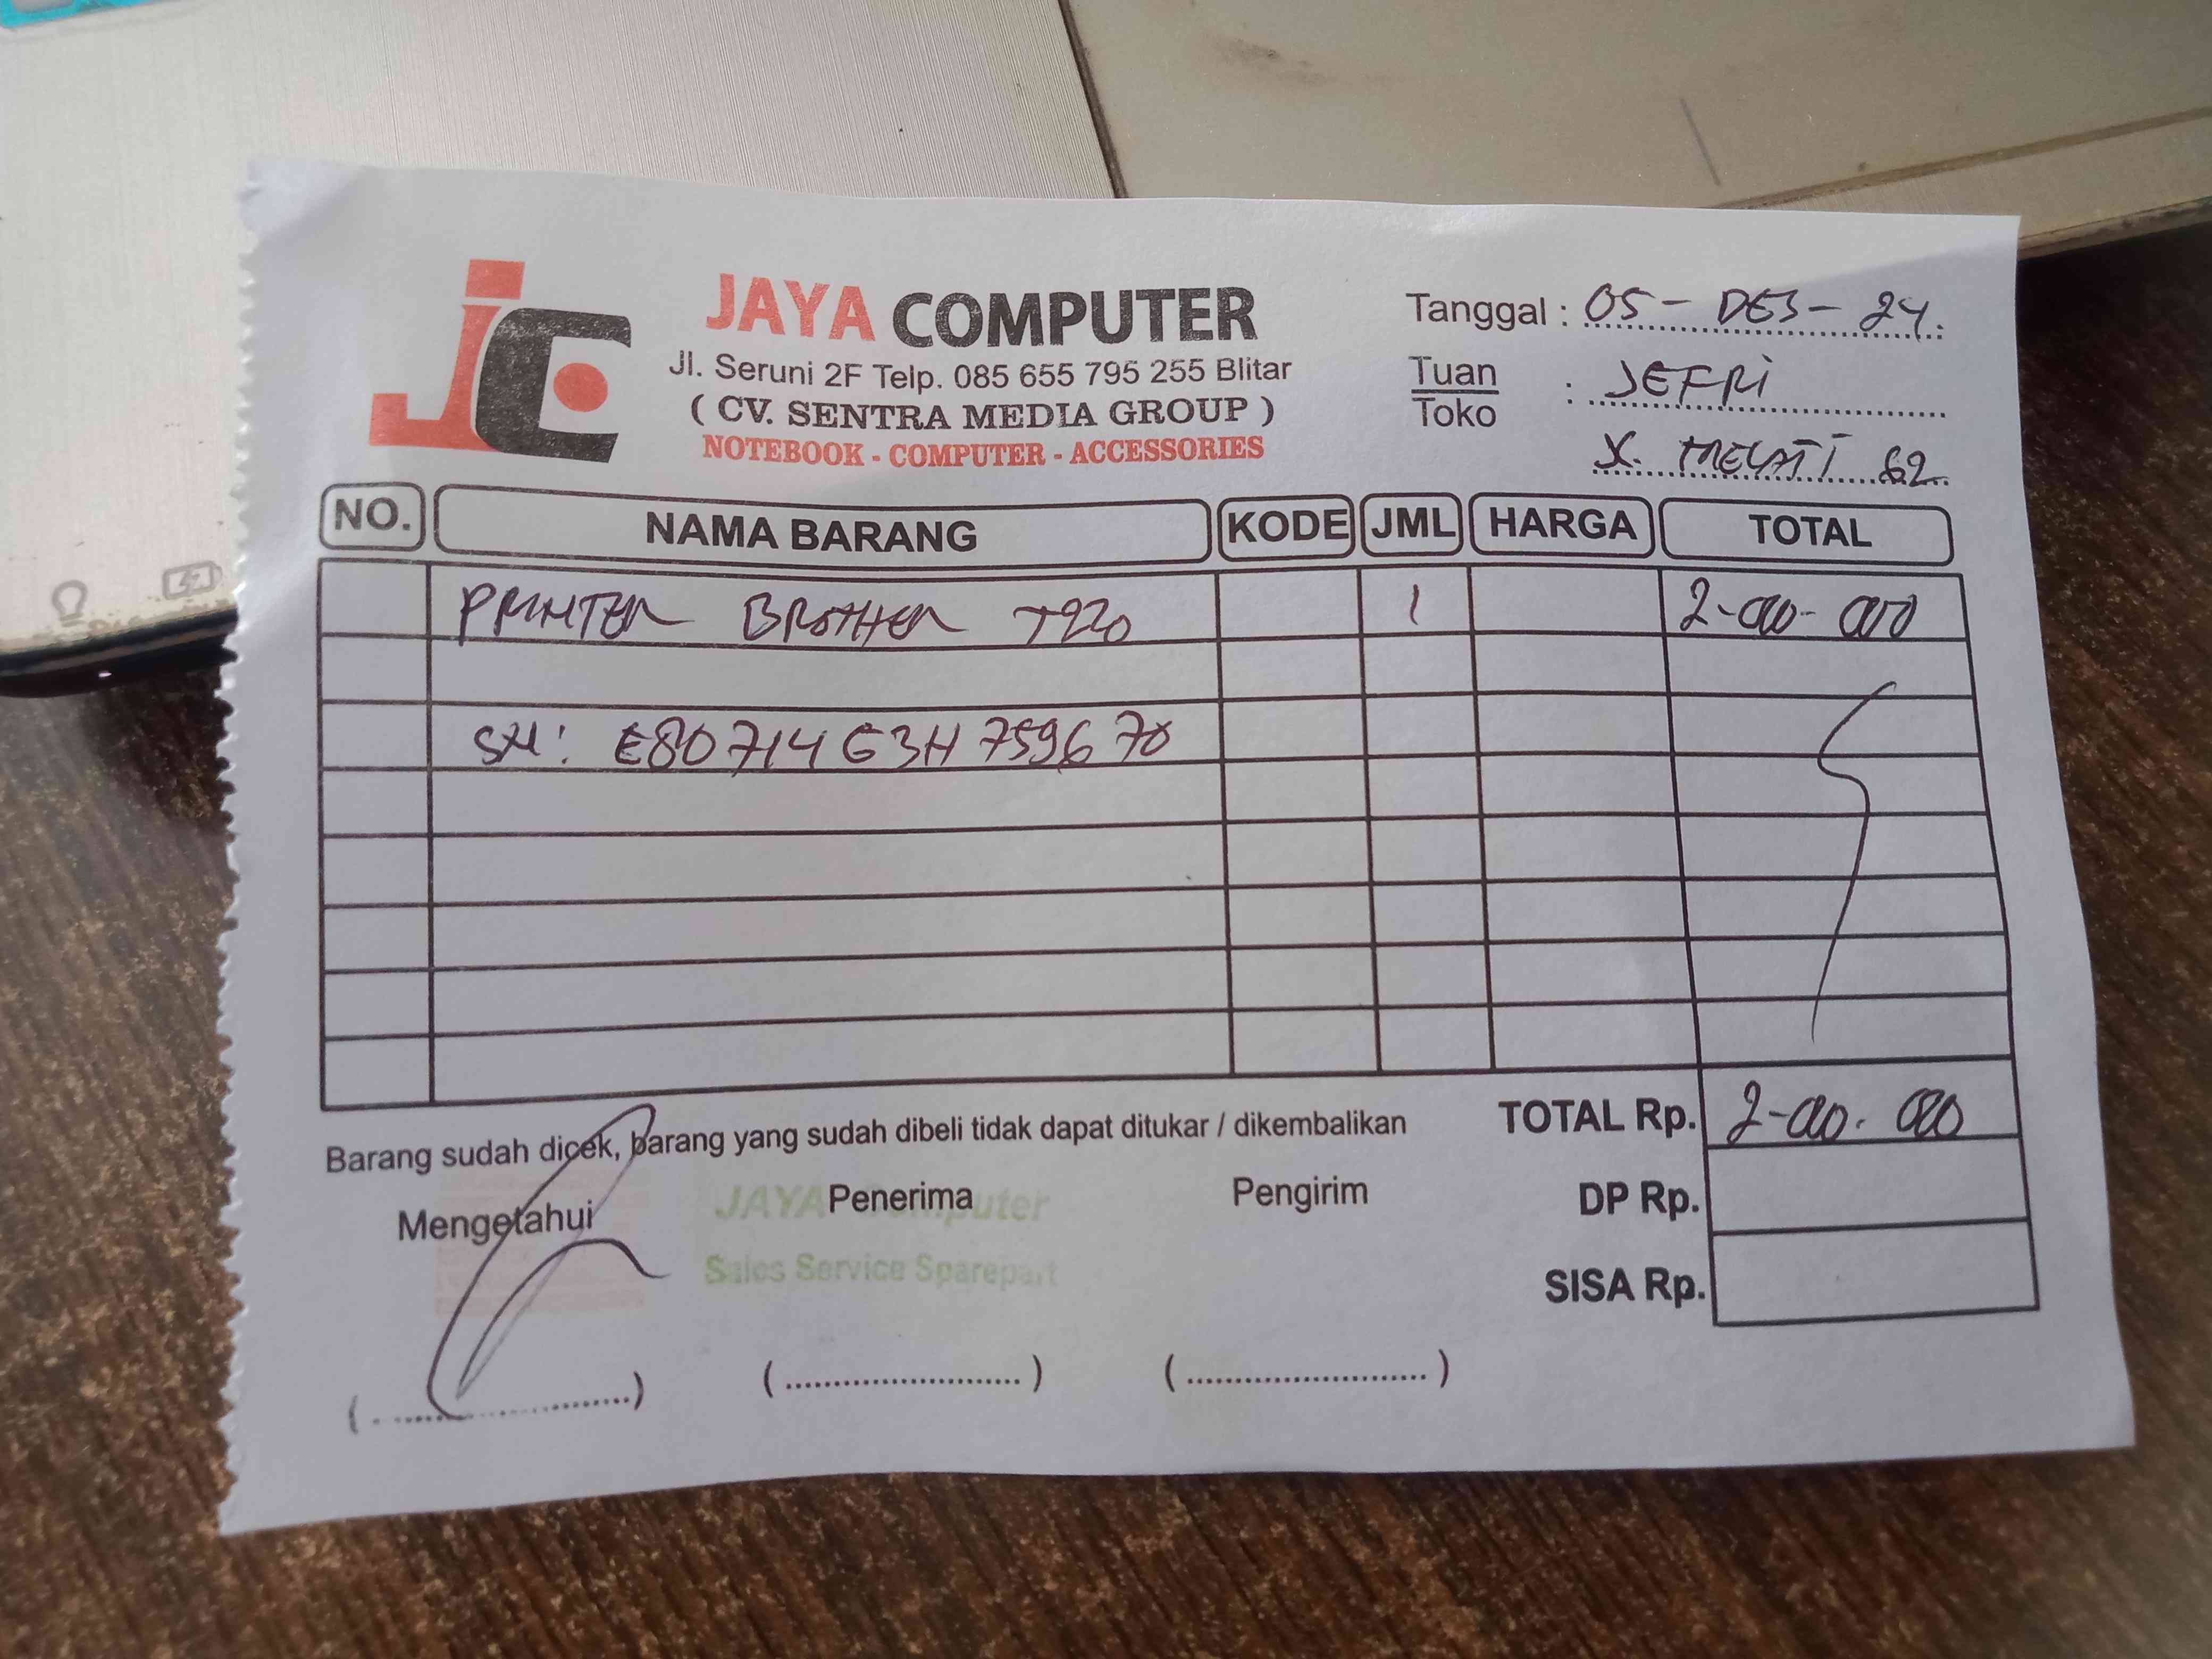 JAYA COMPUTER
Jl. Seruni 2F Telp. 085 655 795 255 Blitar
( CV. SENTRA MEDIA GROUP )
NOTEBOOK - COMPUTER - ACCESSORIES
Tanggal : 05 - DES - 24
Tuan
Toko : JEFRI
62
NO. NAMA BARANG KODE JML HARGA TOTAL
PRINTER BROTHER T220 1 2-000-000
SN: E80714G3H759670
Barang sudah dicek, barang yang sudah dibeli tidak dapat ditukar / dikembalikan
TOTAL Rp. 2-000.000
Mengetahui Penerima Pengirim
DP Rp.
JAYA Computer
Sales Service Sparepart
SISA Rp.